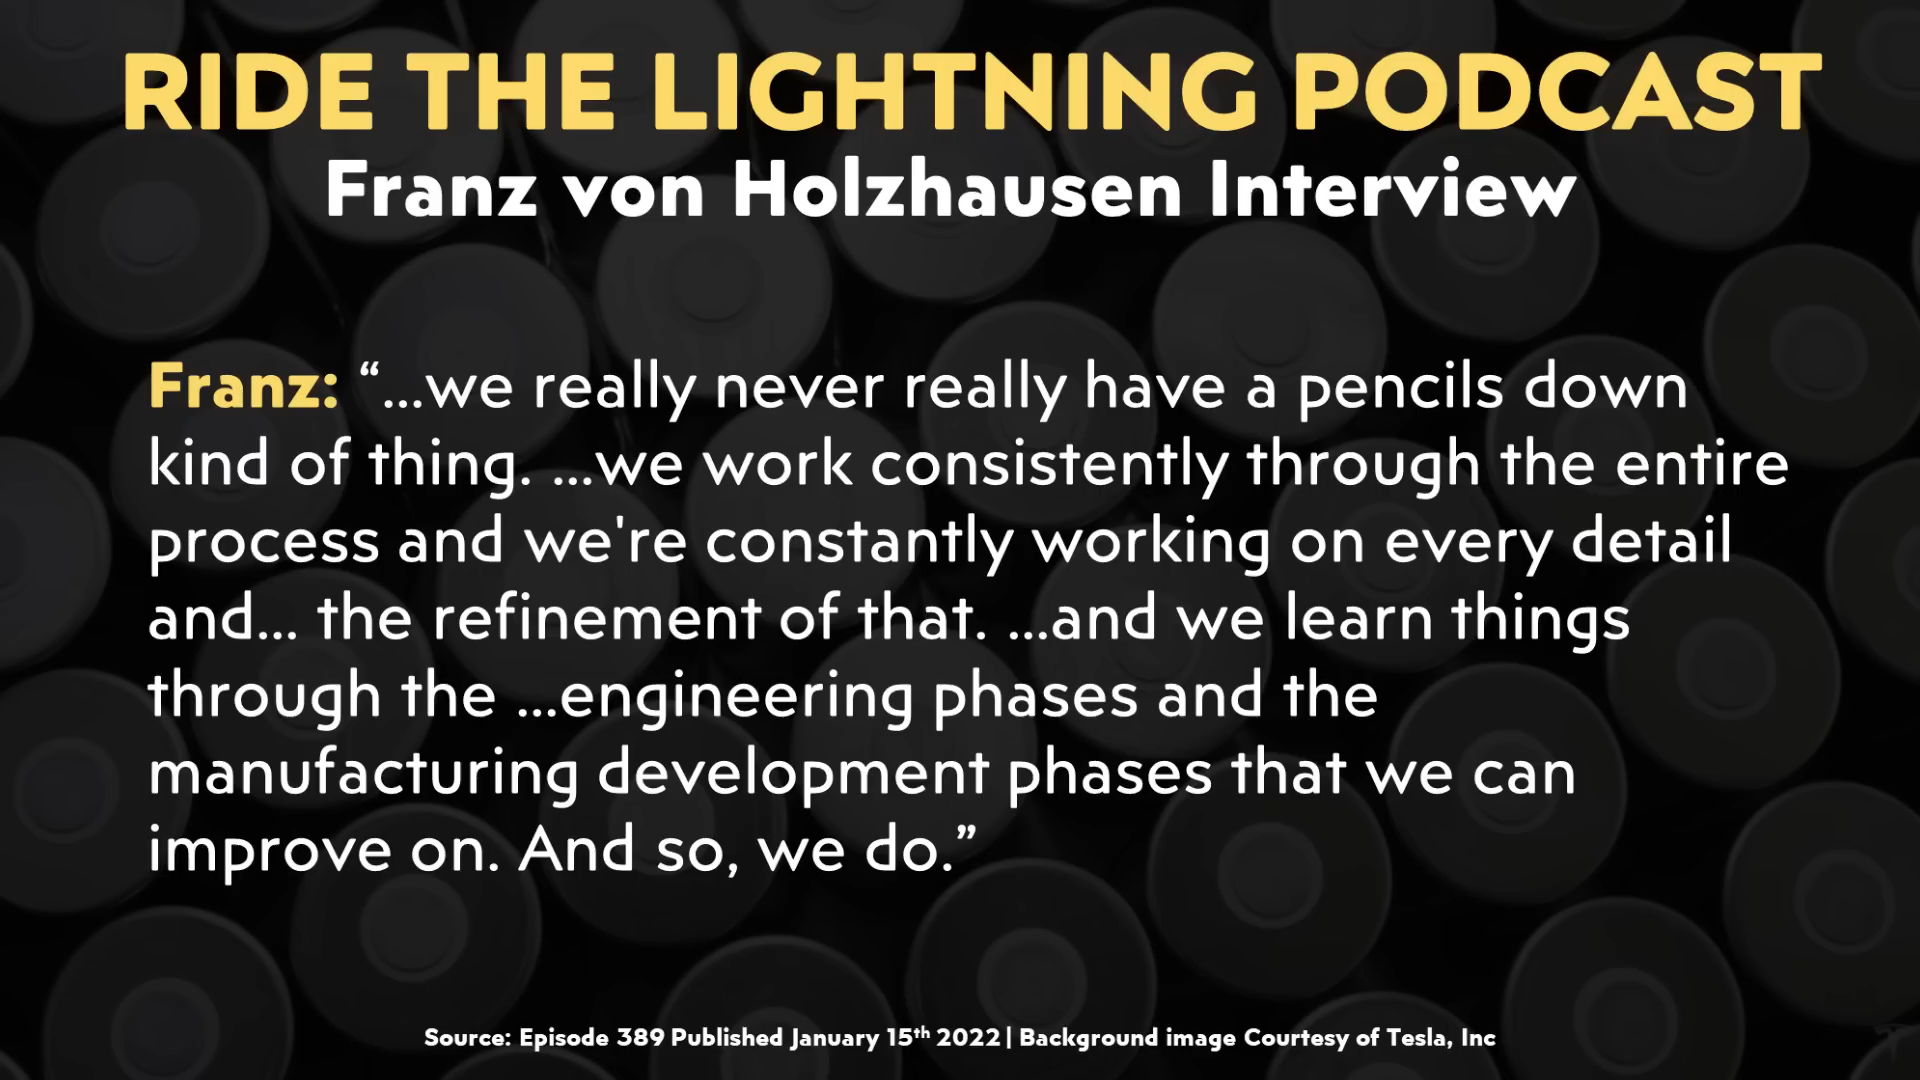 RIDE THE LIGHTNING PODCAST
Franz von Holzhausen Interview
Franz: “...we really never really have a pencils down
kind of thing. ...we work consistently through the entire
process and we're constantly working on every detail
and... the refinement of that. ...and we learn things
through the ...engineering phases and the
manufacturing development phases that we can
improve on. And so, we do.”
Source: Episode 389 Published January 15th 2022| Background image Courtesy of Tesla, Inc